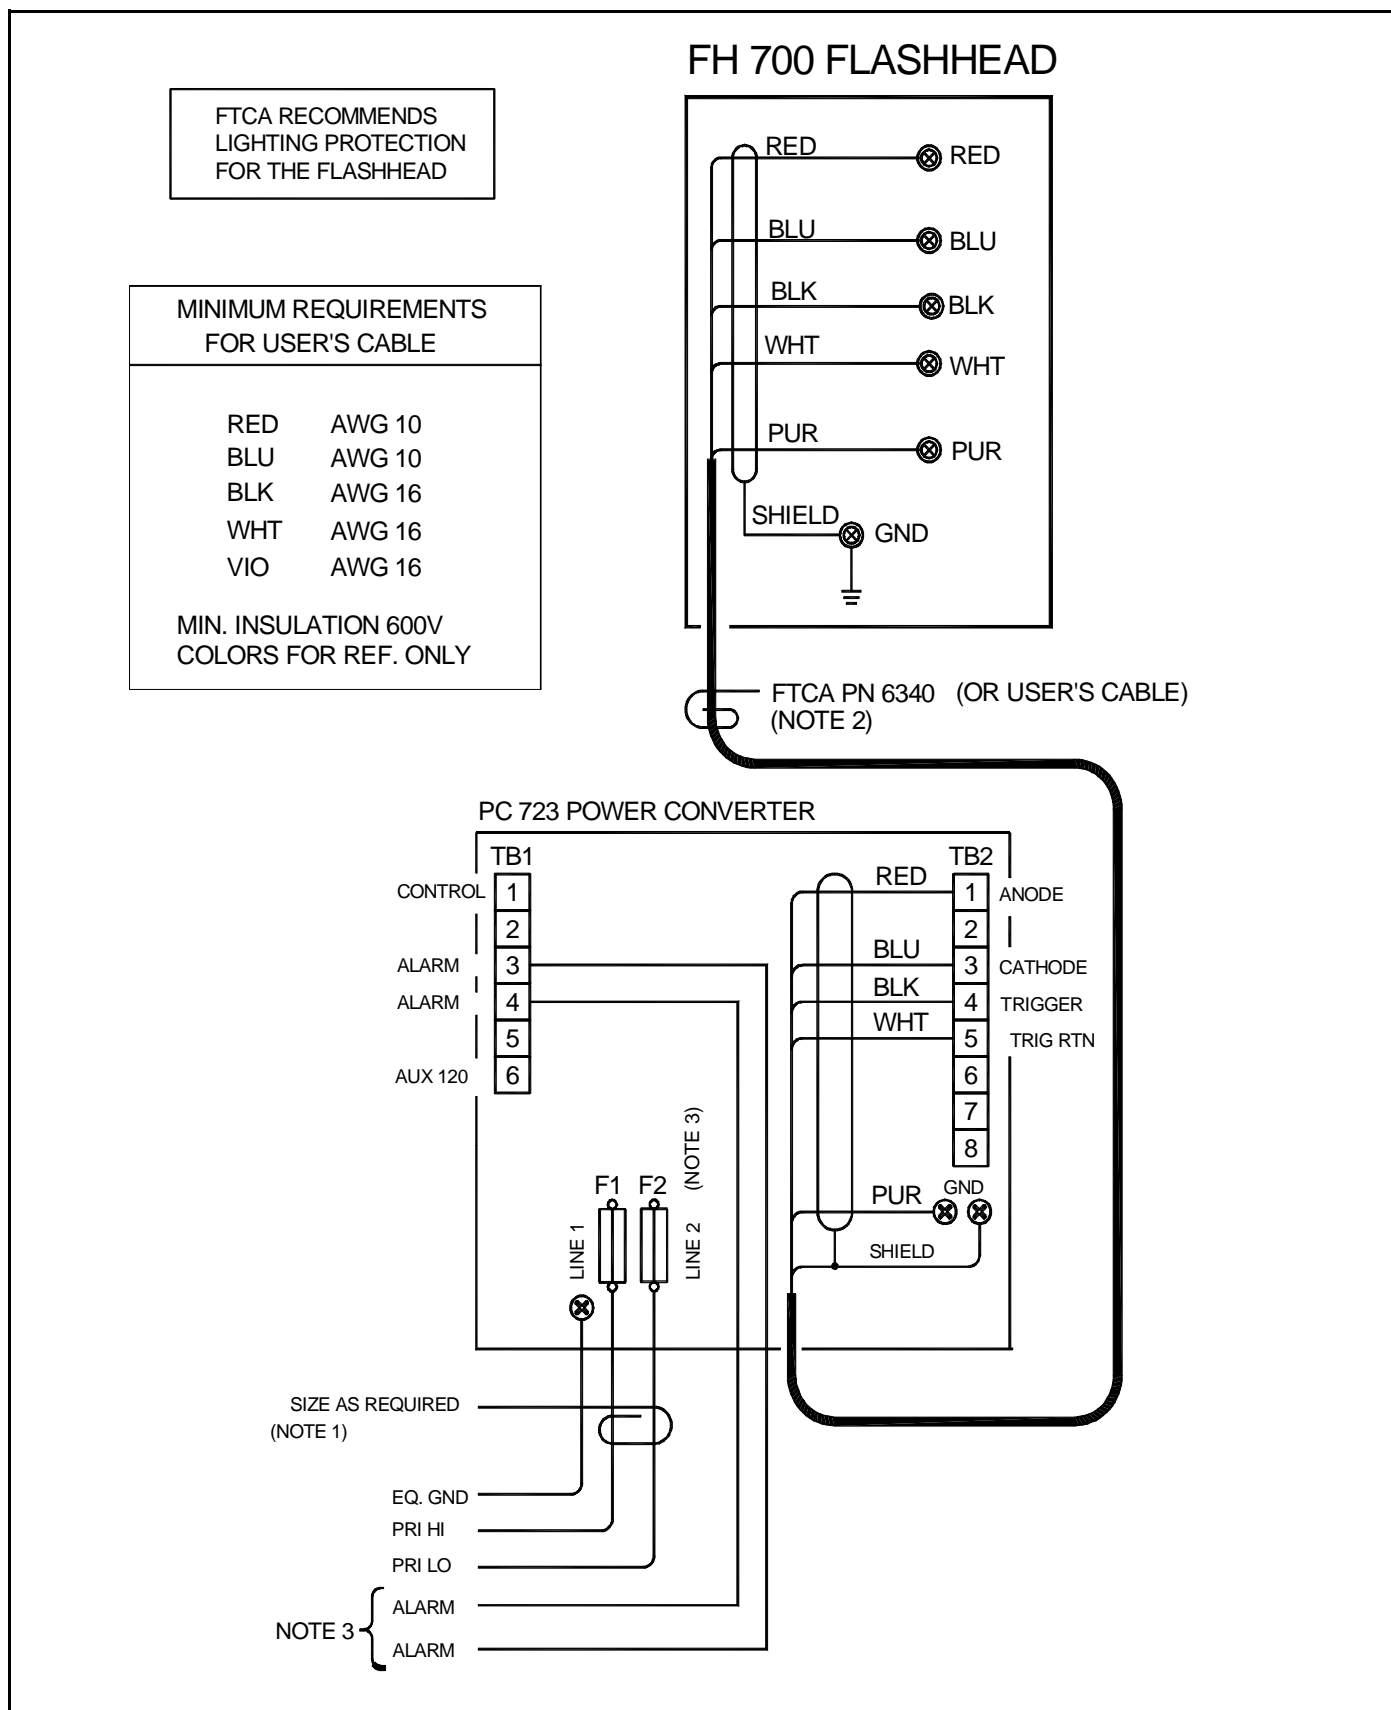 FH 700 FLASHHEAD
FTCA RECOMMENDS
LIGHTING PROTECTION
FOR THE FLASHHEAD
RED RED
BLU BLU
BLK BLK
WHT WHT
PUR PUR
SHIELD GND
MINIMUM REQUIREMENTS
FOR USER'S CABLE
RED AWG 10
BLU AWG 10
BLK AWG 16
WHT AWG 16
VIO AWG 16
MIN. INSULATION 600V
COLORS FOR REF. ONLY
FTCA PN 6340 (OR USER'S CABLE)
(NOTE 2)
PC 723 POWER CONVERTER
TB1
CONTROL 1
2
ALARM 3
ALARM 4
5
AUX 120 6
TB2
RED 1 ANODE
2
BLU 3 CATHODE
BLK 4 TRIGGER
WHT 5 TRIG RTN
6
7
8
PUR GND
SHIELD
F1 F2
LINE 1
LINE 2 (NOTE 3)
SIZE AS REQUIRED
(NOTE 1)
EQ. GND
PRI HI
PRI LO
NOTE 3
ALARM
ALARM